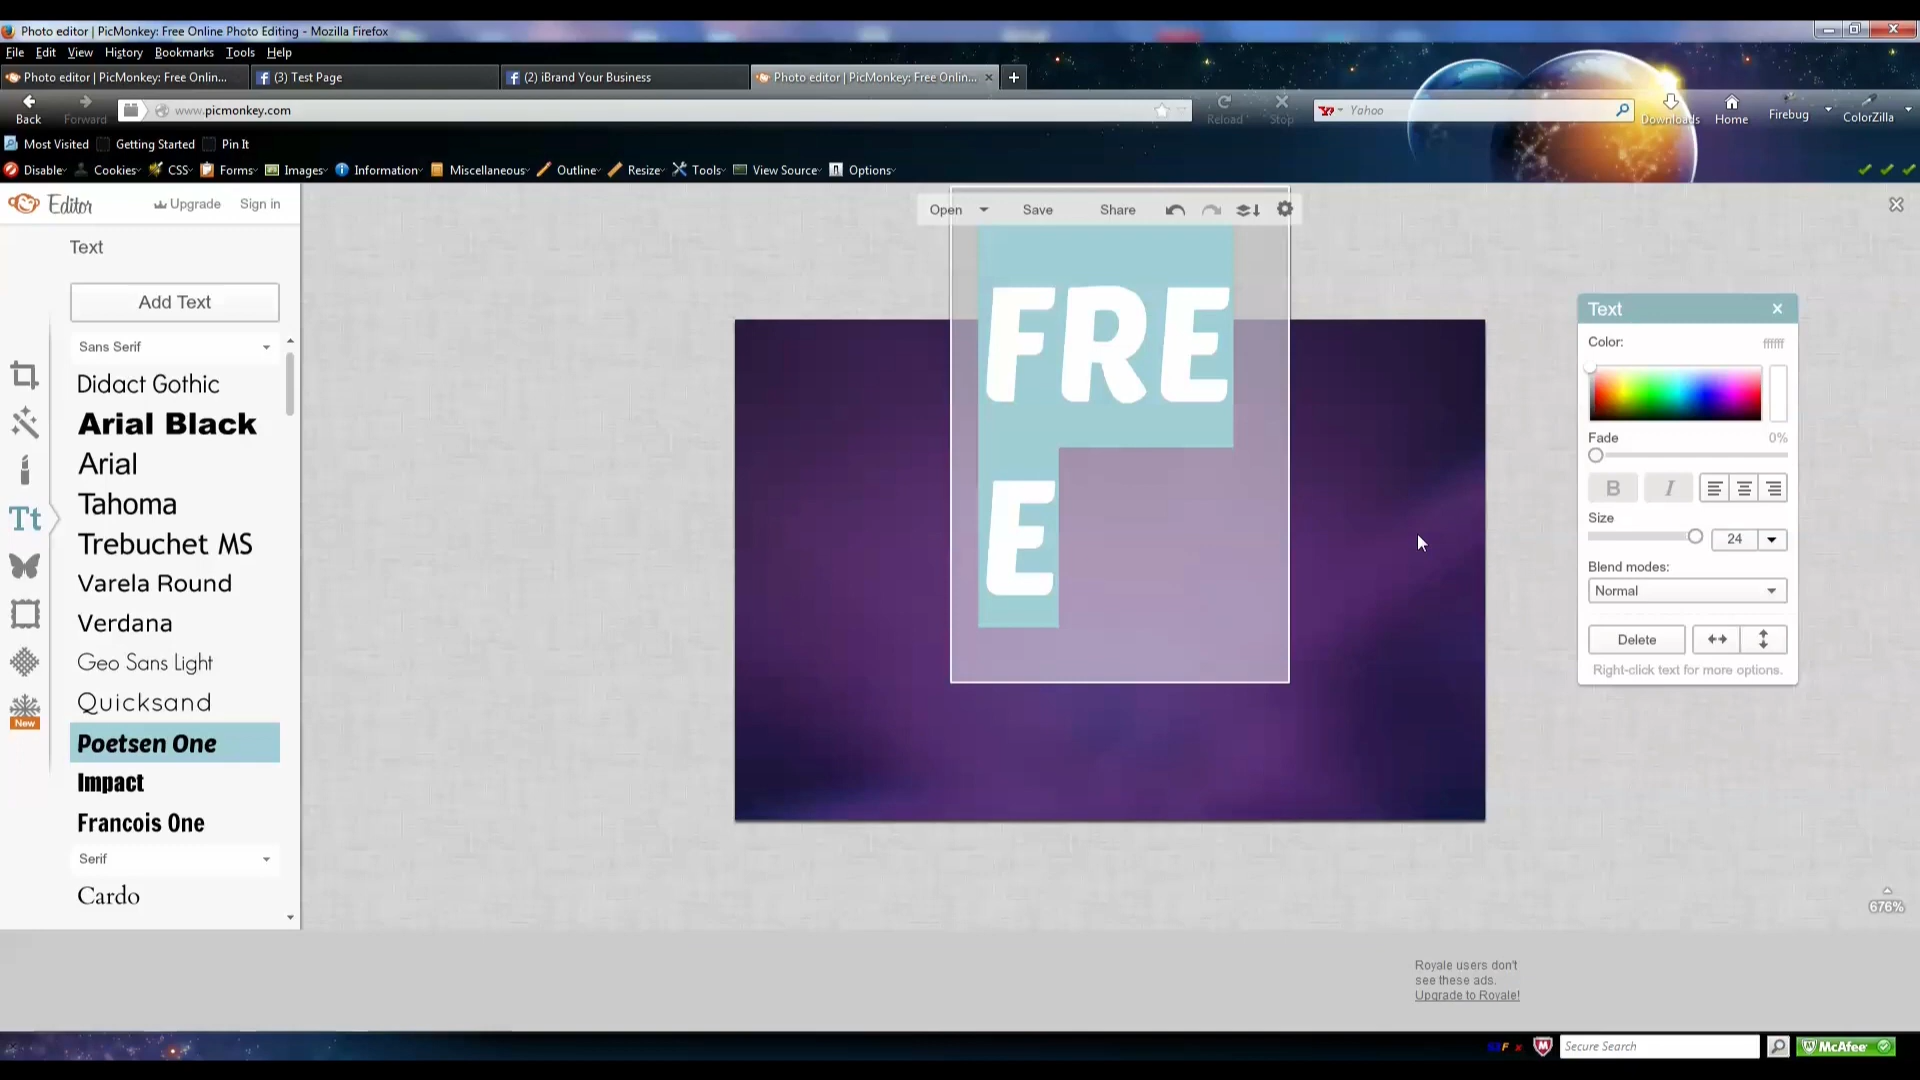 Photo editor | PicMonkey: Free Online Photo Editing - Mozilla Firefox
File Edit View History Bookmarks Tools Help
Photo editor | PicMonkey: Free Onlin... (3) Test Page (2) iBrand Your Business Photo editor | PicMonkey: Free Onlin...
Back Forward www.picmonkey.com Reload Stop Yahoo Downloads Home Firebug ColorZilla
Most Visited Getting Started Pin It
Disable Cookies CSS Forms Images Information Miscellaneous Outline Resize Tools View Source Options
Editor Upgrade Sign in
Open Save Share
Text
Add Text
Sans Serif
Didact Gothic
Arial Black
Arial
Tahoma
Trebuchet MS
Varela Round
Verdana
Geo Sans Light
Quicksand
Poetsen One
Impact
Francois One
Serif
Cardo
Tt
New
FRE
E
Text
Color: ffffff
Fade 0%
B I
Size
24
Blend modes:
Normal
Delete
Right-click text for more options.
676%
Royale users don't
see these ads.
Upgrade to Royale!
Secure Search McAfee